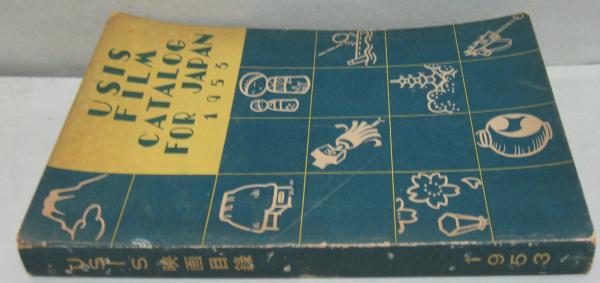 USIS
FILM
CATALOG
FOR JAPAN
1953
USIS 映画目録 1953